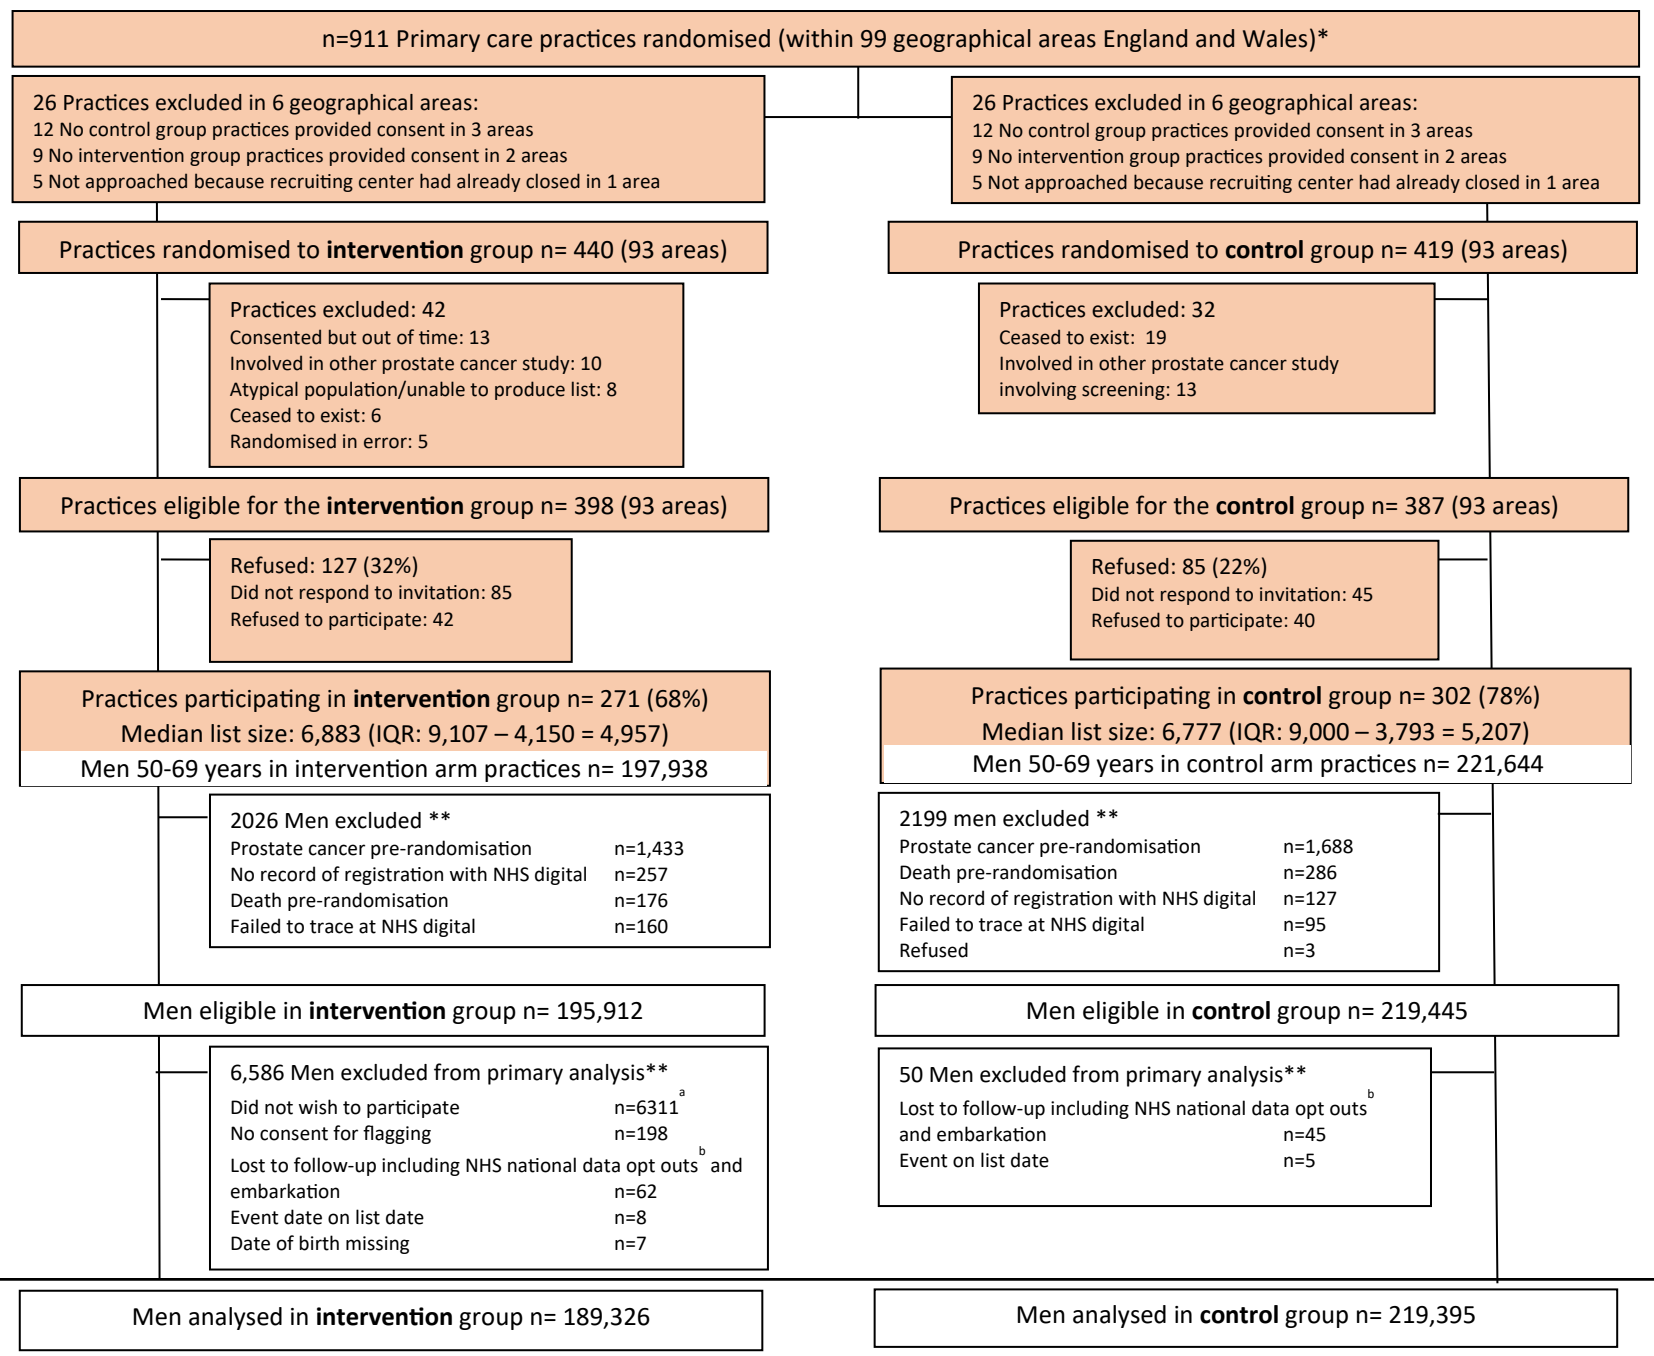 n=911 Primary care practices randomised (within 99 geographical areas England and Wales)*
26 Practices excluded in 6 geographical areas:
12 No control group practices provided consent in 3 areas
9 No intervention group practices provided consent in 2 areas
5 Not approached because recruiting center had already closed in 1 area
26 Practices excluded in 6 geographical areas:
12 No control group practices provided consent in 3 areas
9 No intervention group practices provided consent in 2 areas
5 Not approached because recruiting center had already closed in 1 area
Practices randomised to intervention group n= 440 (93 areas)
Practices randomised to control group n= 419 (93 areas)
Practices excluded: 42
Consented but out of time: 13
Involved in other prostate cancer study: 10
Atypical population/unable to produce list: 8
Ceased to exist: 6
Randomised in error: 5
Practices excluded: 32
Ceased to exist: 19
Involved in other prostate cancer study
involving screening: 13
Practices eligible for the intervention group n= 398 (93 areas)
Practices eligible for the control group n= 387 (93 areas)
Refused: 127 (32%)
Did not respond to invitation: 85
Refused to participate: 42
Refused: 85 (22%)
Did not respond to invitation: 45
Refused to participate: 40
Practices participating in intervention group n= 271 (68%)
Median list size: 6,883 (IQR: 9,107 – 4,150 = 4,957)
Men 50-69 years in intervention arm practices n= 197,938
Practices participating in control group n= 302 (78%)
Median list size: 6,777 (IQR: 9,000 – 3,793 = 5,207)
Men 50-69 years in control arm practices n= 221,644
2026 Men excluded **
Prostate cancer pre-randomisation n=1,433
No record of registration with NHS digital n=257
Death pre-randomisation n=176
Failed to trace at NHS digital n=160
2199 men excluded **
Prostate cancer pre-randomisation n=1,688
Death pre-randomisation n=286
No record of registration with NHS digital n=127
Failed to trace at NHS digital n=95
Refused n=3
Men eligible in intervention group n= 195,912
Men eligible in control group n= 219,445
6,586 Men excluded from primary analysis**
Did not wish to participate n=6311a
No consent for flagging n=198
Lost to follow-up including NHS national data opt outsb and
embarkation n=62
Event date on list date n=8
Date of birth missing n=7
50 Men excluded from primary analysis**
Lost to follow-up including NHS national data opt outsb
and embarkation n=45
Event on list date n=5
Men analysed in intervention group n= 189,326
Men analysed in control group n= 219,395